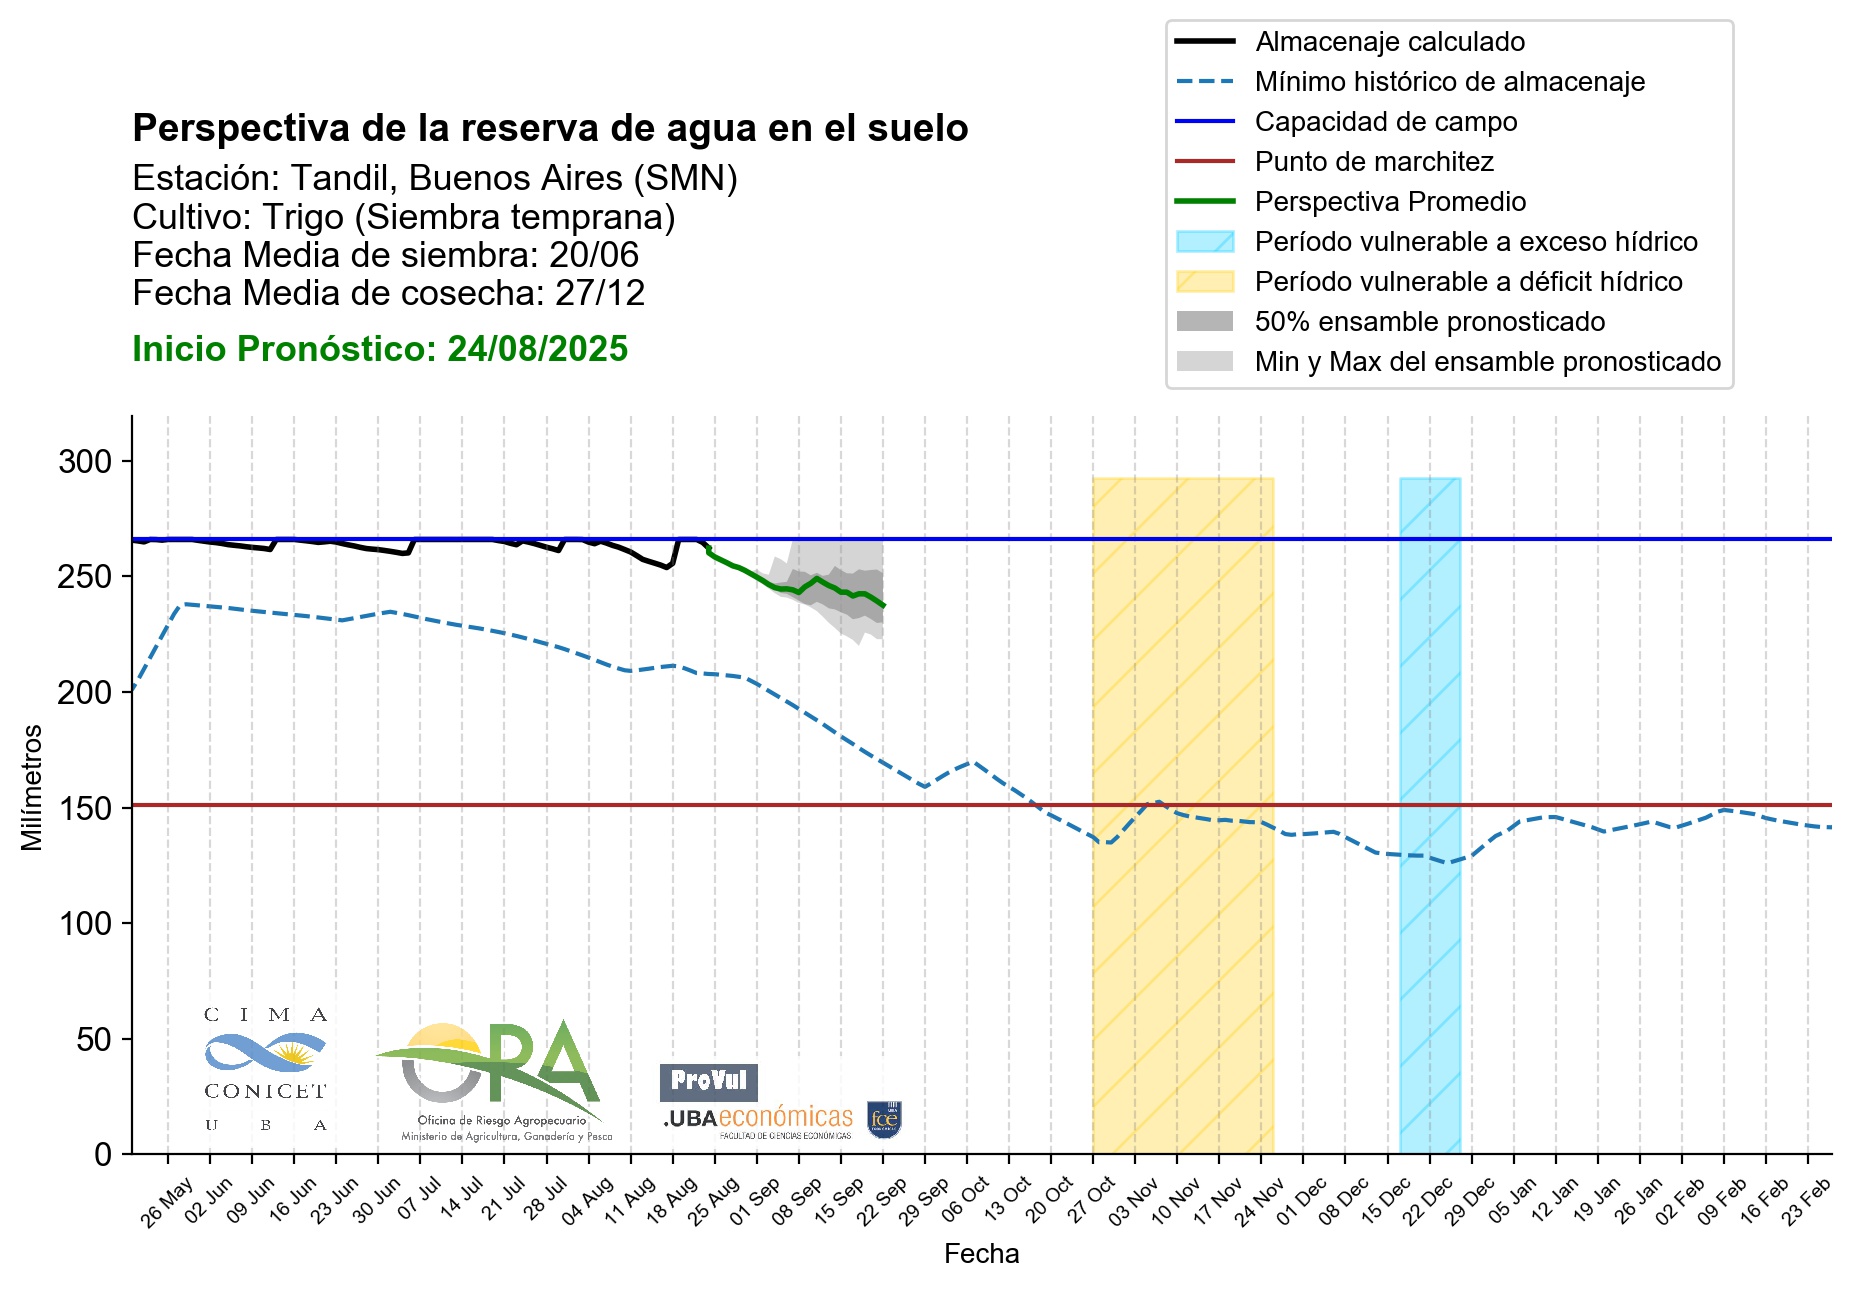 Almacenaje calculado
Mínimo histórico de almacenaje
Capacidad de campo
Punto de marchitez
Perspectiva Promedio
Período vulnerable a exceso hídrico
Período vulnerable a déficit hídrico
50% ensamble pronosticado
Min y Max del ensamble pronosticado
Perspectiva de la reserva de agua en el suelo
Estación: Tandil, Buenos Aires (SMN)
Cultivo: Trigo (Siembra temprana)
Fecha Media de siembra: 20/06
Fecha Media de cosecha: 27/12
Inicio Pronóstico: 24/08/2025
300
250
200
150
100
50
0
Milímetros
C I M A
CONICET
U B A
ORA
Oficina de Riesgo Agropecuario
Ministerio de Agricultura, Ganadería y Pesca
ProVul
.UBAeconómicas
FACULTAD DE CIENCIAS ECONÓMICAS
fce
26 May
02 Jun
09 Jun
16 Jun
23 Jun
30 Jun
07 Jul
14 Jul
21 Jul
28 Jul
04 Aug
11 Aug
18 Aug
25 Aug
01 Sep
08 Sep
15 Sep
22 Sep
29 Sep
06 Oct
13 Oct
20 Oct
27 Oct
03 Nov
10 Nov
17 Nov
24 Nov
01 Dec
08 Dec
15 Dec
22 Dec
29 Dec
05 Jan
12 Jan
19 Jan
26 Jan
02 Feb
09 Feb
16 Feb
23 Feb
Fecha